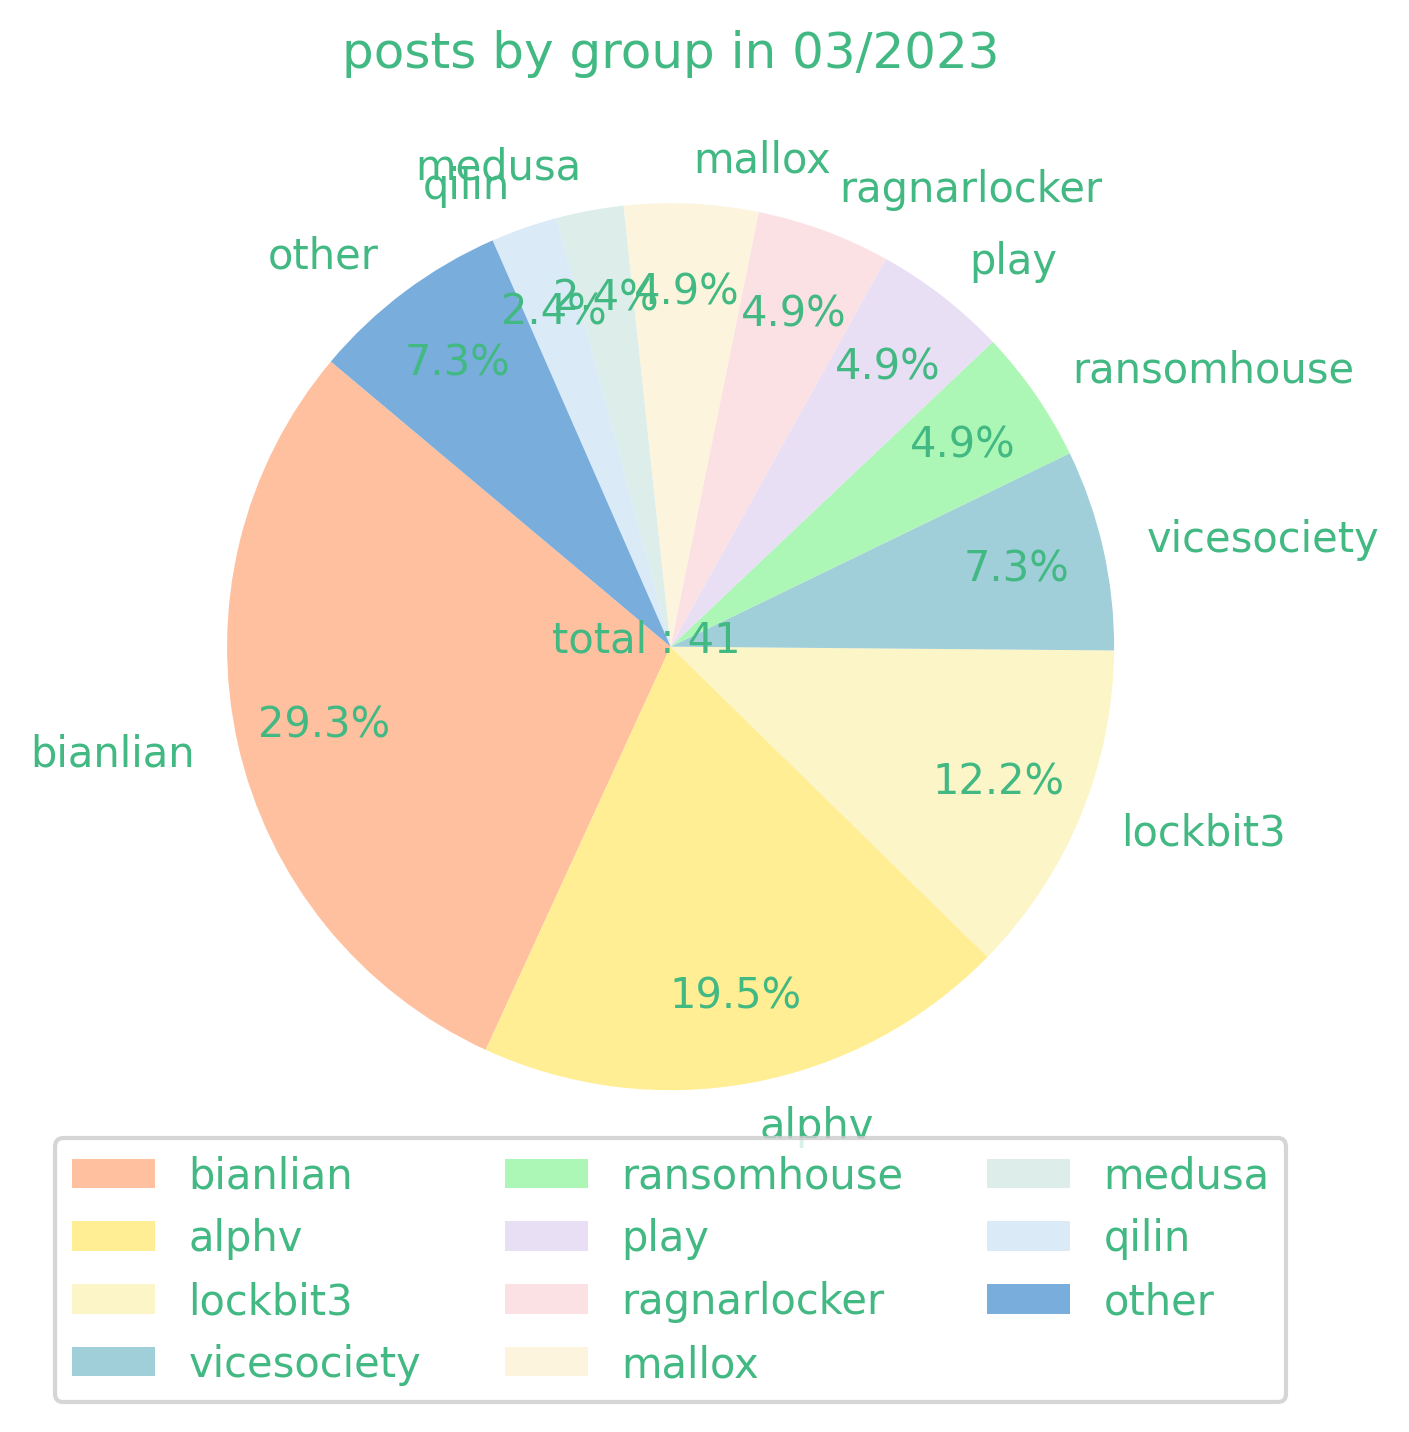 posts by group in 03/2023
medusa
mallox
qilin
ragnarlocker
other
play
ransomhouse
vicesociety
bianlian
lockbit3
alphv
2.4%
2.4%
4.9%
4.9%
7.3%
4.9%
4.9%
7.3%
total : 41
29.3%
12.2%
19.5%
bianlian
alphv
lockbit3
vicesociety
ransomhouse
play
ragnarlocker
mallox
medusa
qilin
other